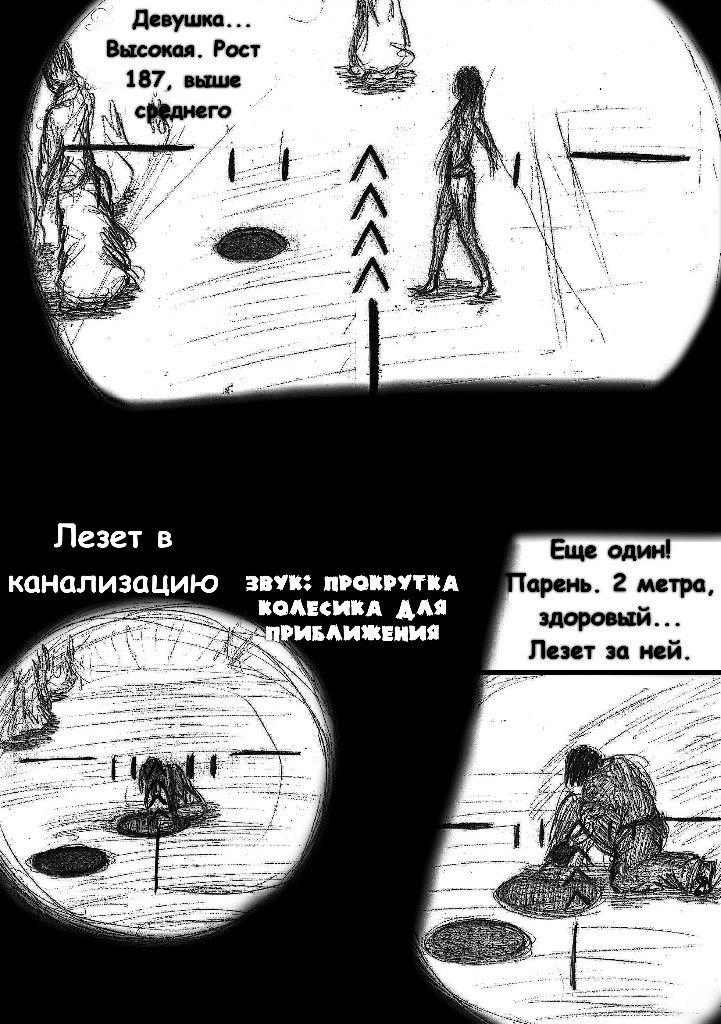 Девушка...
Высокая. Рост
187, выше
среднего
Лезет в
канализацию
ЗВУК: ПРОКРУТКА
КОЛЕСИКА ДЛЯ
ПРИБЛИЖЕНИЯ
Еще один!
Парень. 2 метра,
здоровый...
Лезет за ней.